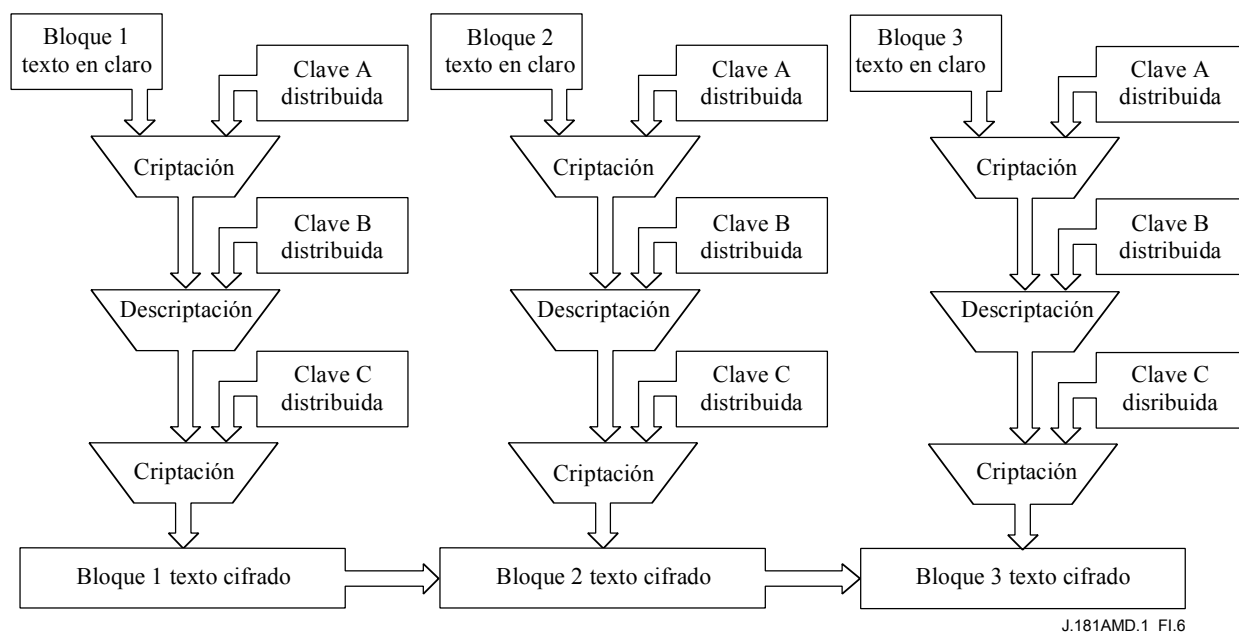 Bloque 1
texto en claro
Clave A
distribuida
Bloque 2
texto en claro
Clave A
distribuida
Bloque 3
texto en claro
Clave A
distribuida
Criptación
Criptación
Criptación
Clave B
distribuida
Clave B
distribuida
Clave B
distribuida
Descriptación
Descriptación
Descriptación
Clave C
distribuida
Clave C
distribuida
Clave C
disribuida
Criptación
Criptación
Criptación
Bloque 1 texto cifrado
Bloque 2 texto cifrado
Bloque 3 texto cifrado
J.181AMD.1_FI.6